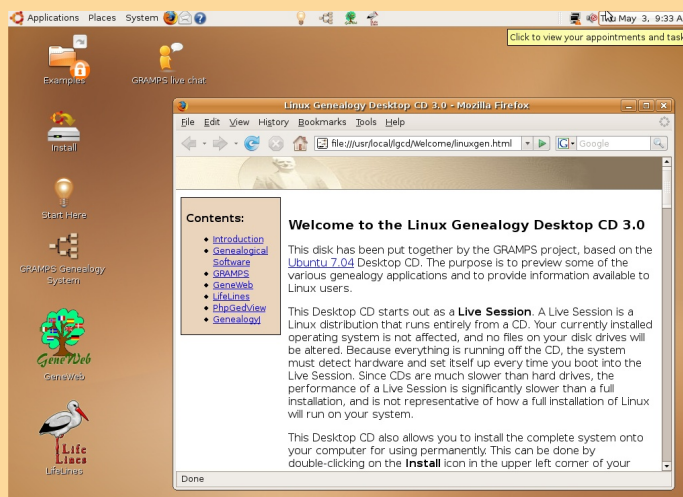 Applications Places System
Thu May 3, 9:33 A
Click to view your appointments and task
Examples
GRAMPS live chat
Install
Start Here
GRAMPS Genealogy
System
GeneWeb
GeneWeb
Life
Lines
LifeLines
Linux Genealogy Desktop CD 3.0 - Mozilla Firefox
File Edit View History Bookmarks Tools Help
file:///usr/local/lgcd/Welcome/linuxgen.html
G Google
Contents:
Introduction
Genealogical
Software
GRAMPS
GeneWeb
LifeLines
PhpGedView
GenealogyJ
Welcome to the Linux Genealogy Desktop CD 3.0
This disk has been put together by the GRAMPS project, based on the
Ubuntu 7.04 Desktop CD. The purpose is to preview some of the
various genealogy applications and to provide information available to
Linux users.
This Desktop CD starts out as a Live Session. A Live Session is a
Linux distribution that runs entirely from a CD. Your currently installed
operating system is not affected, and no files on your disk drives will
be altered. Because everything is running off the CD, the system
must detect hardware and set itself up every time you boot into the
Live Session. Since CDs are much slower than hard drives, the
performance of a Live Session is significantly slower than a full
installation, and is not representative of how a full installation of Linux
will run on your system.
This Desktop CD also allows you to install the complete system onto
your computer for using permanently. This can be done by
double-clicking on the Install icon in the upper left corner of your
Done